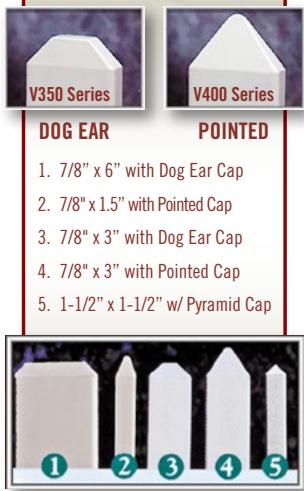 V350 Series V400 Series
DOG EAR POINTED
1. 7/8” x 6” with Dog Ear Cap
2. 7/8" x 1.5” with Pointed Cap
3. 7/8" x 3” with Dog Ear Cap
4. 7/8" x 3” with Pointed Cap
5. 1-1/2” x 1-1/2” w/ Pyramid Cap
1 2 3 4 5